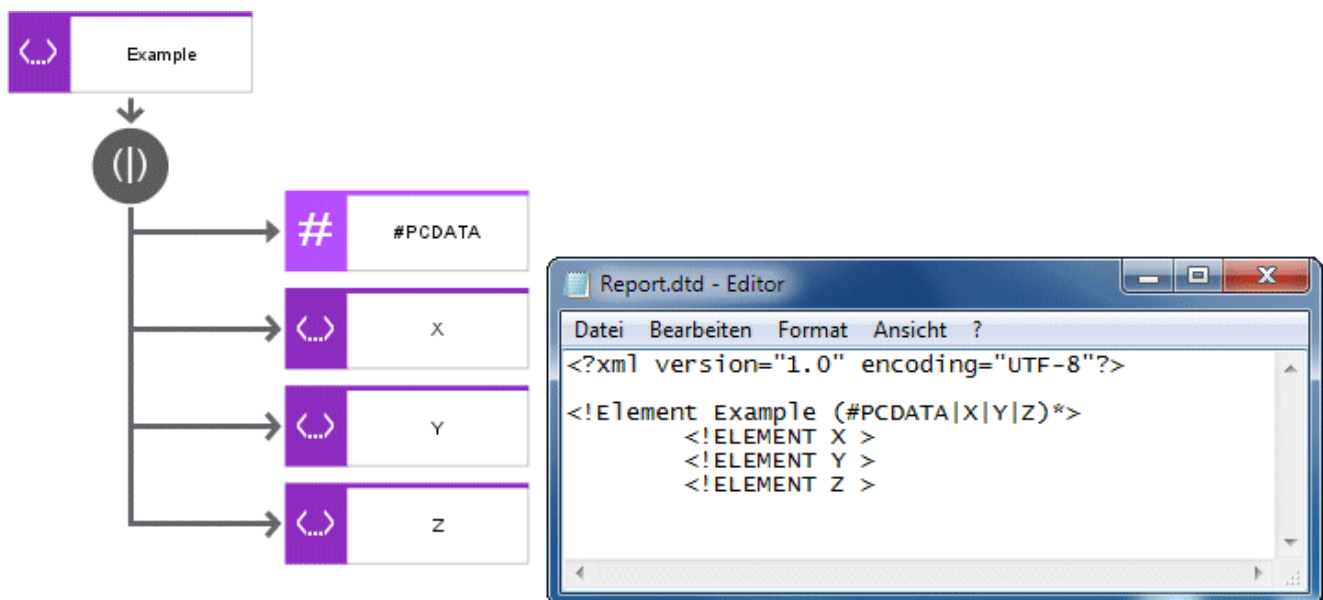 <...> Example
(|)
# #PCDATA
<...> X
<...> Y
<...> Z
Report.dtd - Editor
Datei Bearbeiten Format Ansicht ?
<?xml version="1.0" encoding="UTF-8"?>
<!Element Example (#PCDATA|X|Y|Z)*>
<!ELEMENT X >
<!ELEMENT Y >
<!ELEMENT Z >